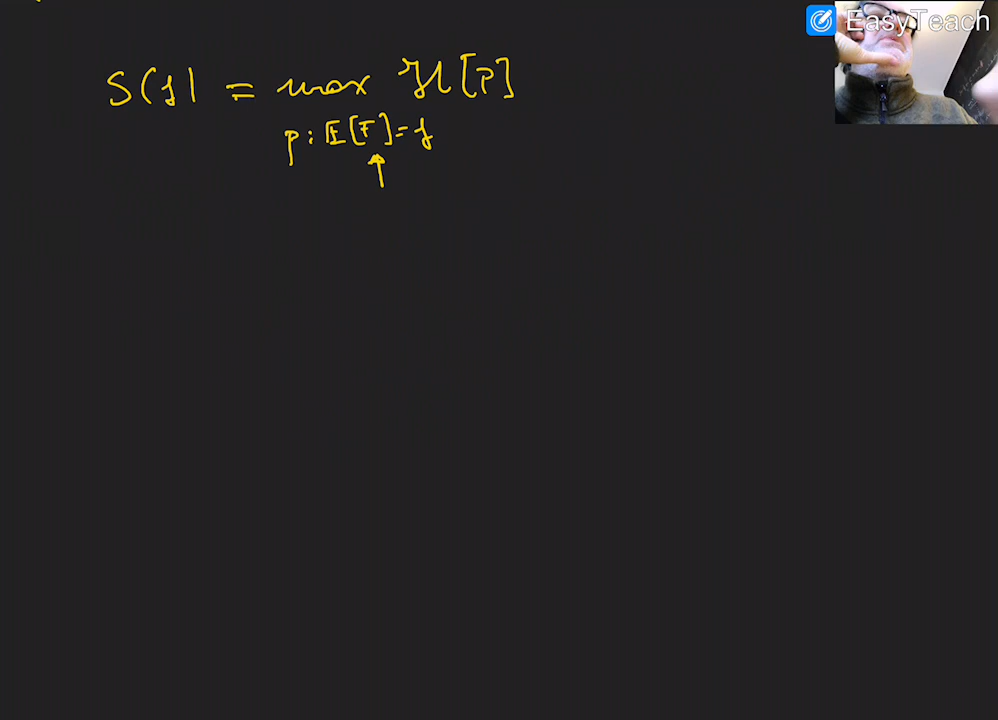 EasyTeach
S(f) = max H[p]
p: 𝔼[F] = f
↑